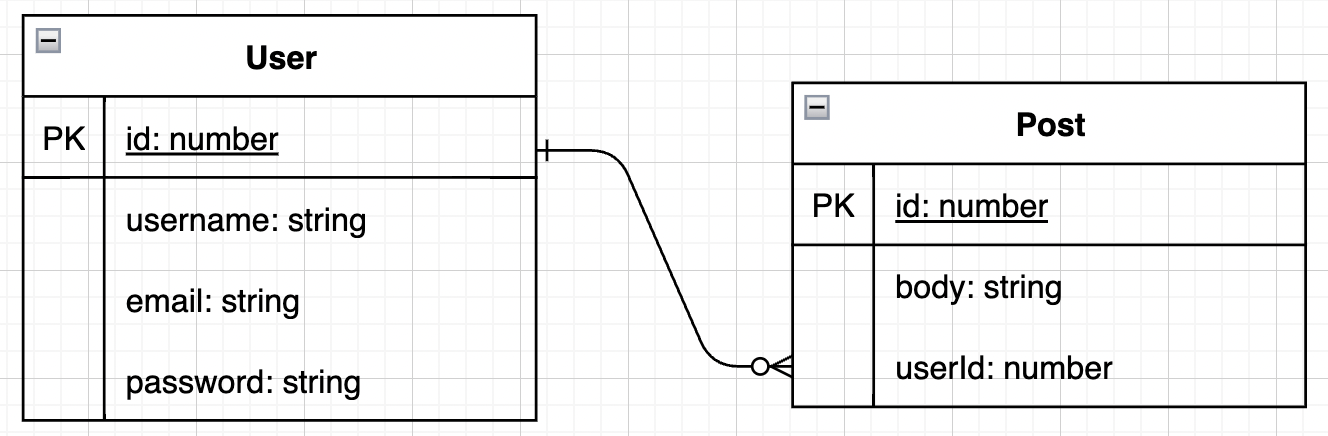 User
PK id: number
username: string
email: string
password: string
Post
PK id: number
body: string
userId: number